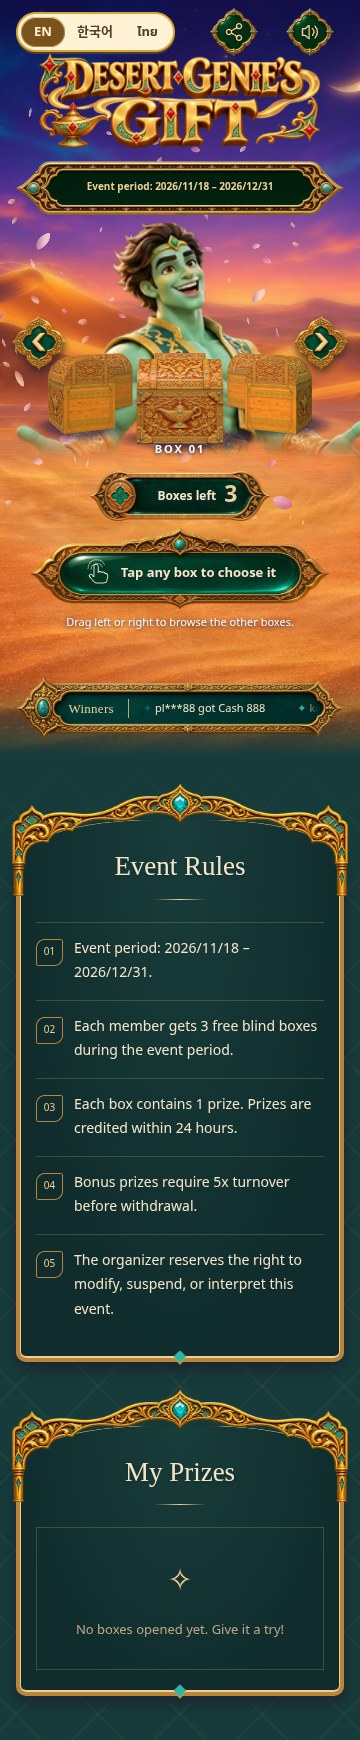 EN 한국어 ไทย
DESERT GENIE'S
GIFT
Event period: 2026/11/18 – 2026/12/31
BOX 01
Boxes left 3
Tap any box to choose it
Drag left or right to browse the other boxes.
Winners pl***88 got Cash 888
Event Rules
01 Event period: 2026/11/18 –
2026/12/31.
02 Each member gets 3 free blind boxes
during the event period.
03 Each box contains 1 prize. Prizes are
credited within 24 hours.
04 Bonus prizes require 5x turnover
before withdrawal.
05 The organizer reserves the right to
modify, suspend, or interpret this
event.
My Prizes
No boxes opened yet. Give it a try!